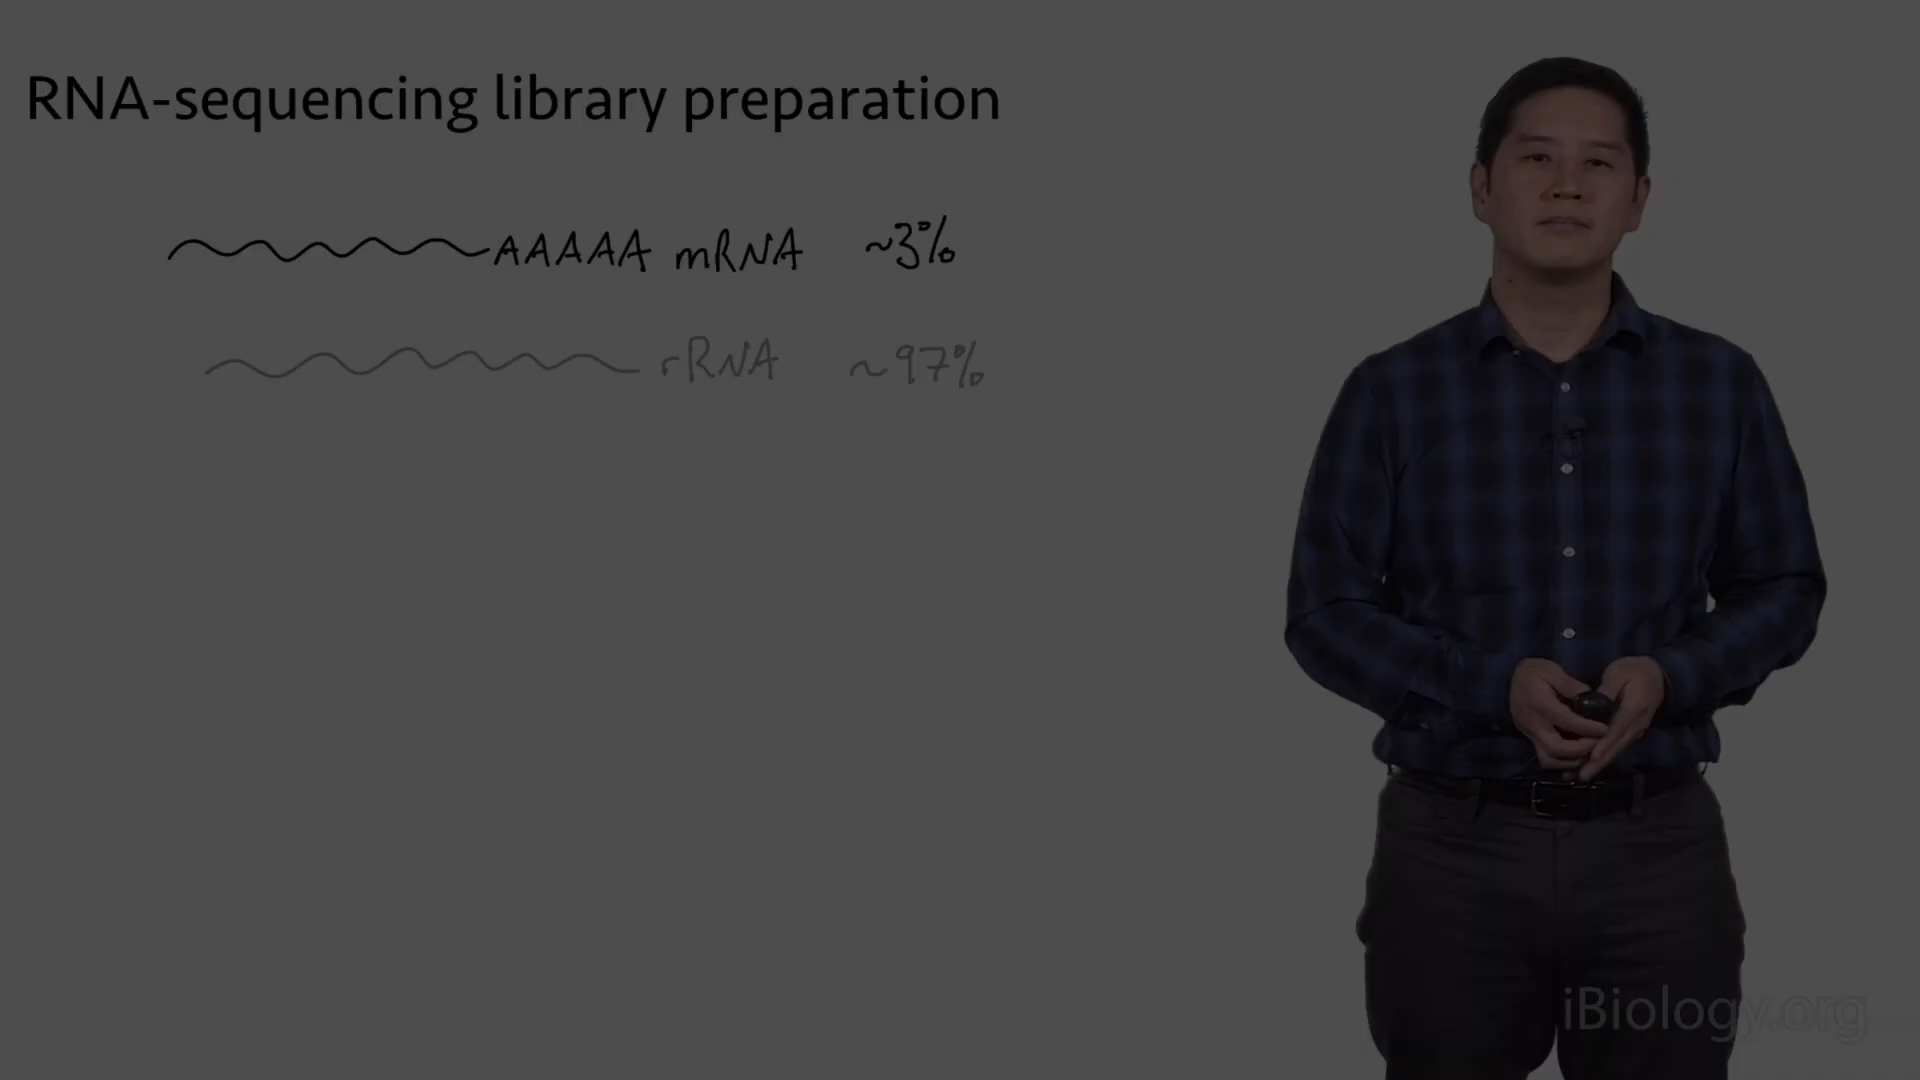 RNA-sequencing library preparation
AAAAA mRNA ~3%
rRNA ~97%
iBiology.org